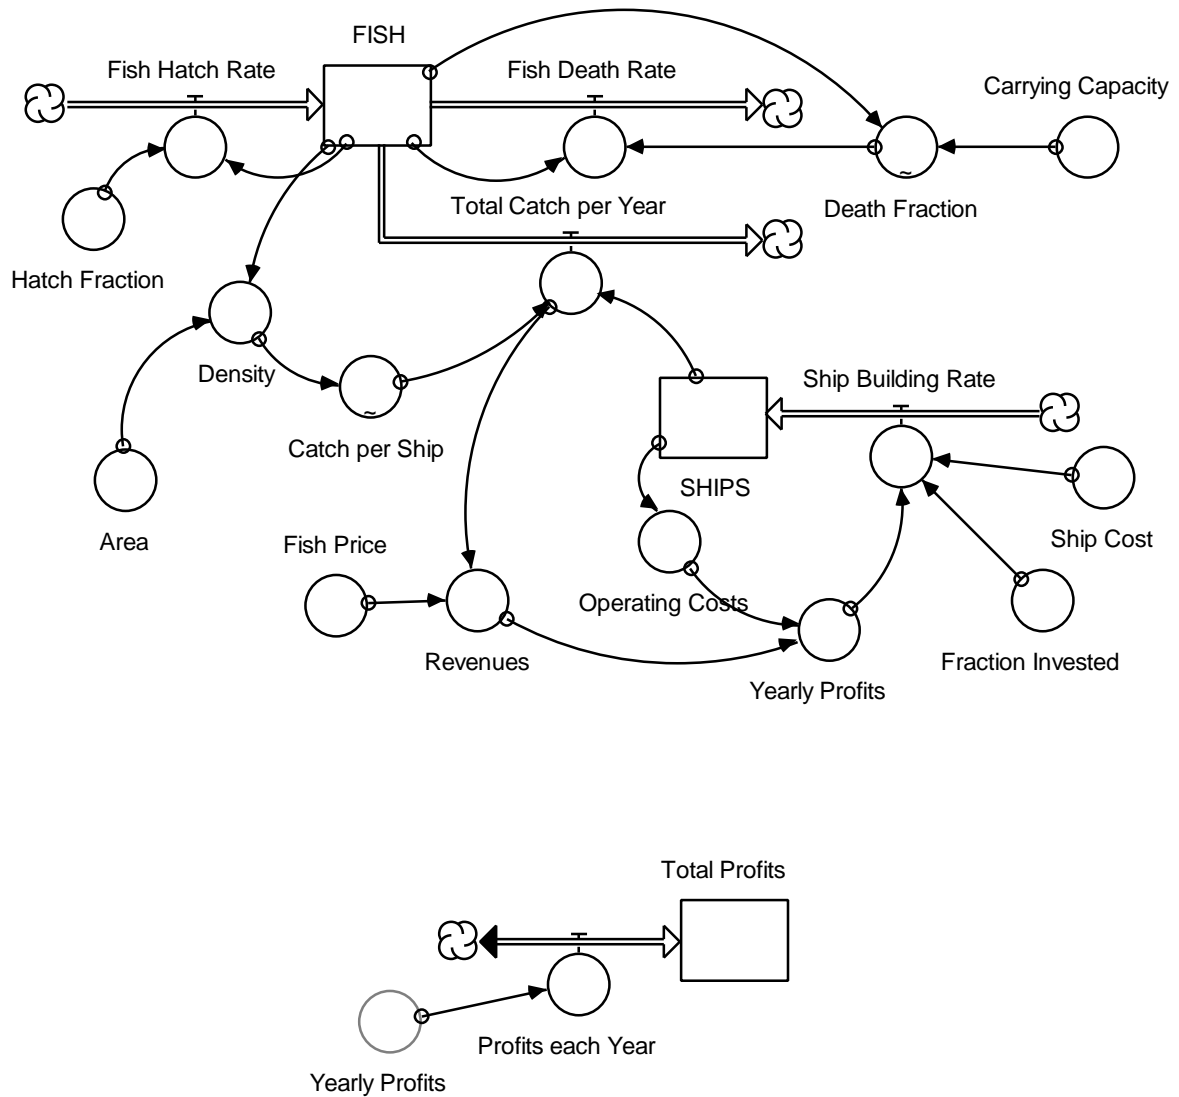 FISH
Fish Hatch Rate
Fish Death Rate
Carrying Capacity
Total Catch per Year
Death Fraction
Hatch Fraction
Density
Ship Building Rate
~
~
Catch per Ship
SHIPS
Area
Fish Price
Ship Cost
Operating Costs
Revenues
Fraction Invested
Yearly Profits
Total Profits
Profits each Year
Yearly Profits